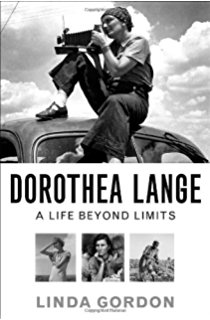 DOROTHEA LANGE
A LIFE BEYOND LIMITS
LINDA GORDON